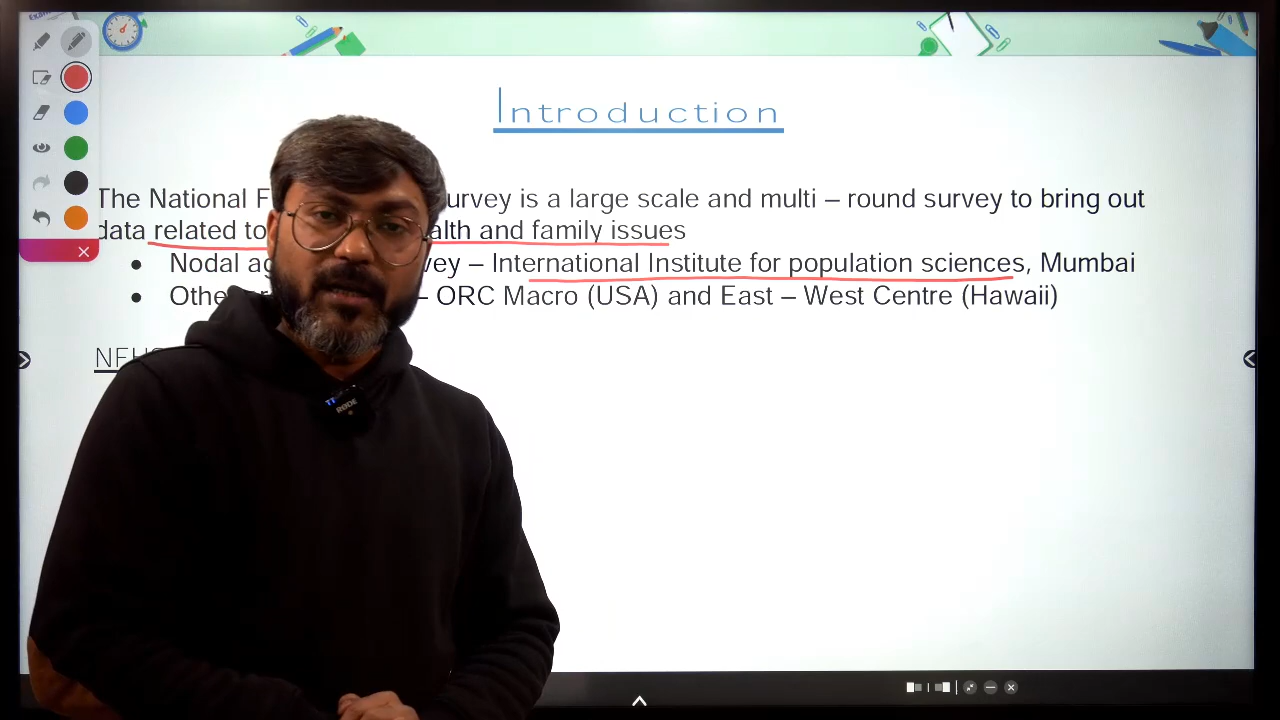 Introduction
The National F urvey is a large scale and multi – round survey to bring out
data related to alth and family issues
• Nodal ag vey – International Institute for population sciences, Mumbai
• Othe – ORC Macro (USA) and East – West Centre (Hawaii)
NFHS
RODE